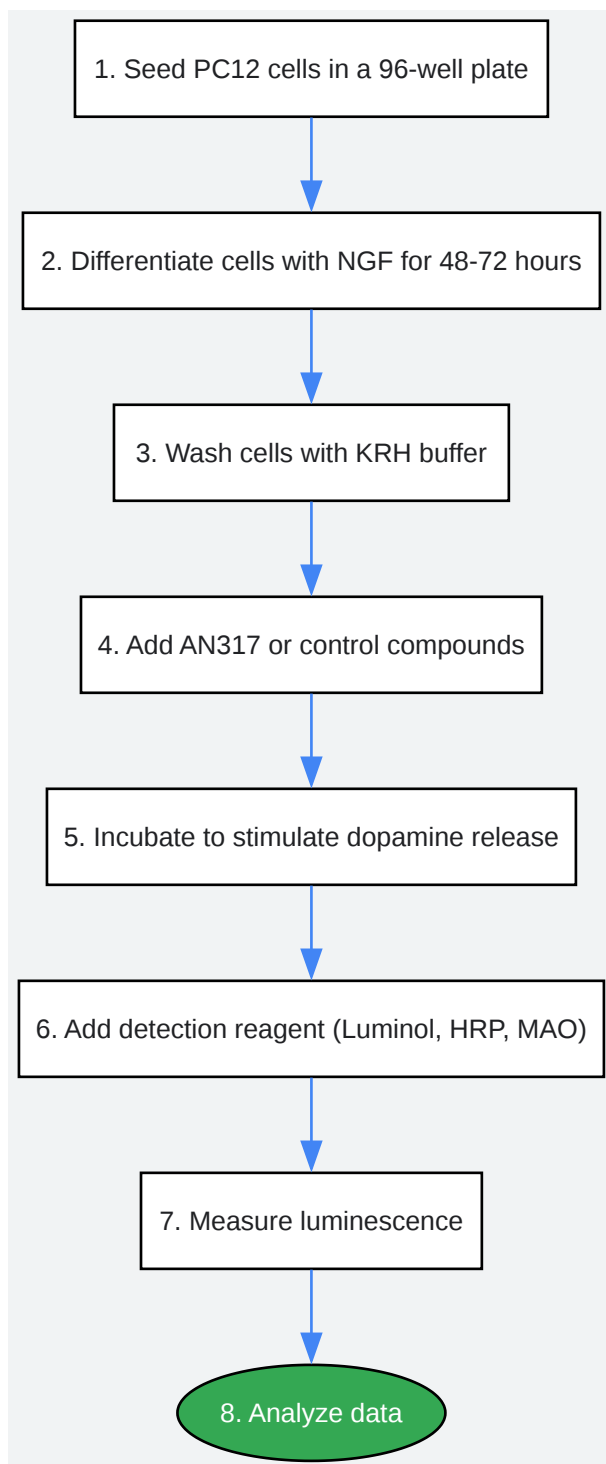 1. Seed PC12 cells in a 96-well plate
2. Differentiate cells with NGF for 48-72 hours
3. Wash cells with KRH buffer
4. Add AN317 or control compounds
5. Incubate to stimulate dopamine release
6. Add detection reagent (Luminol, HRP, MAO)
7. Measure luminescence
8. Analyze data